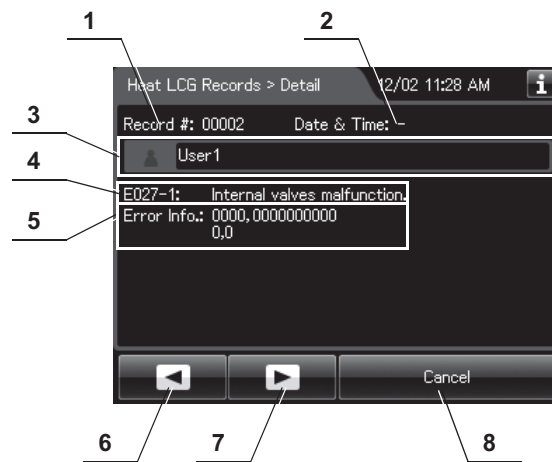 1 2
Heat LCG Records > Detail 12/02 11:28 AM i
Record #: 00002 Date & Time: -
3
User1
4
E027-1: Internal valves malfunction.
5
Error Info.: 0000,0000000000
0,0
Cancel
6 7 8